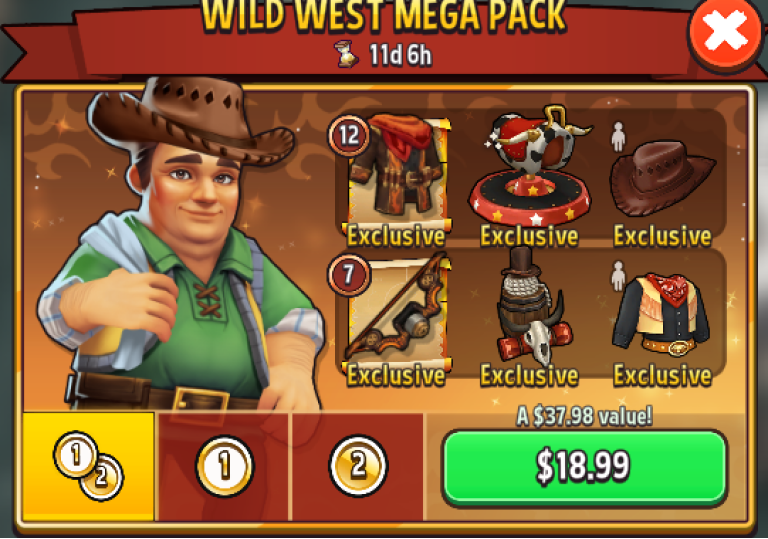 WILD WEST MEGA PACK
11d 6h
12
Exclusive
Exclusive
Exclusive
7
Exclusive
Exclusive
Exclusive
A $37.98 value!
1
2
1
2
$18.99